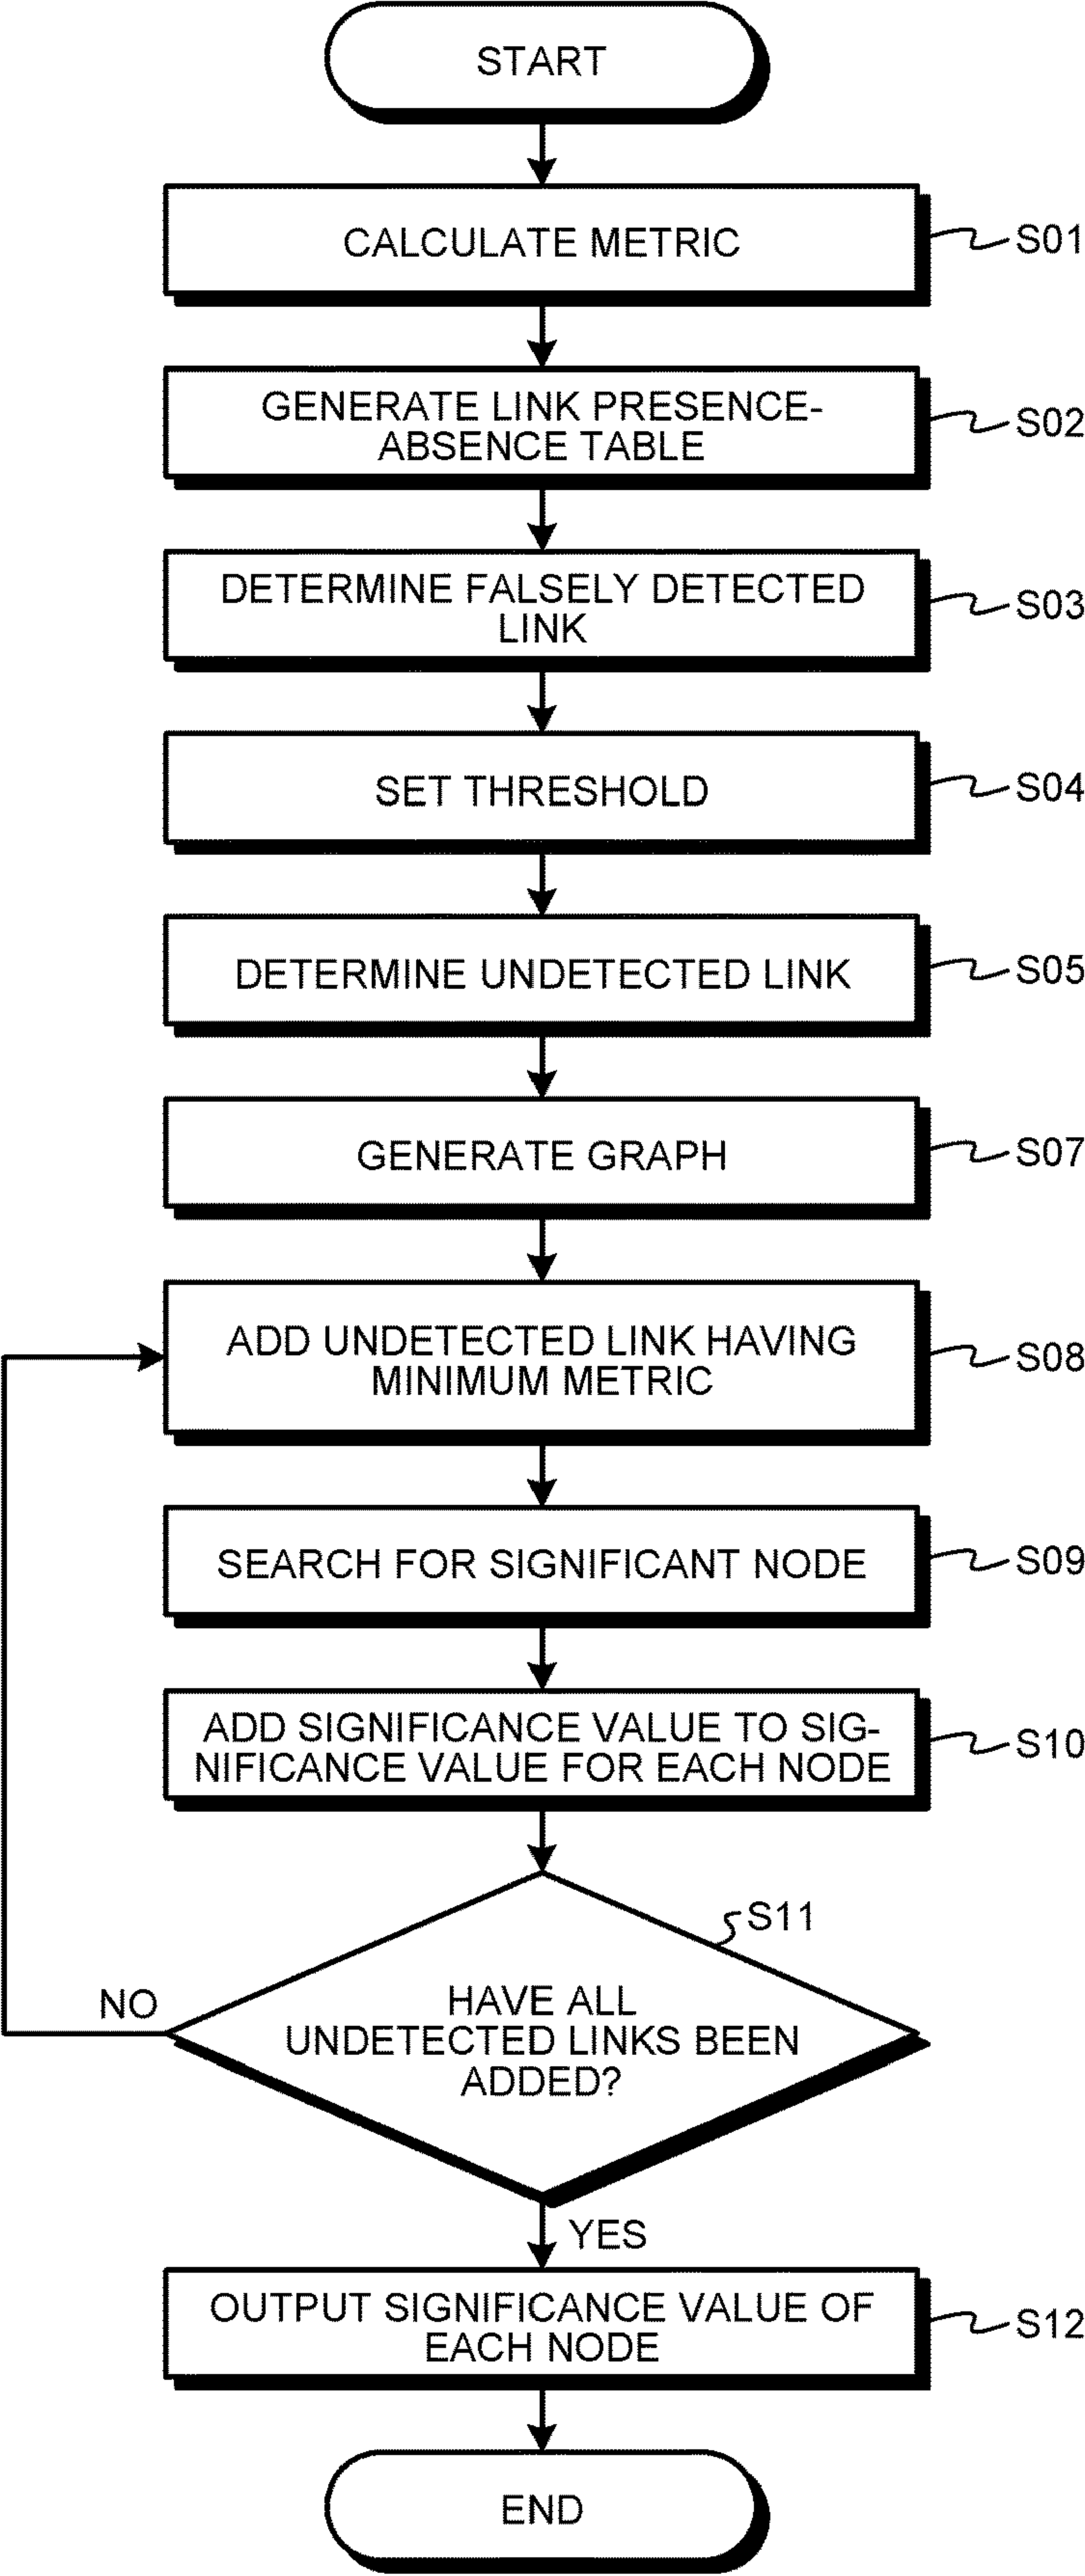 START
CALCULATE METRIC
S01
GENERATE LINK PRESENCE-
ABSENCE TABLE
S02
DETERMINE FALSELY DETECTED
LINK
S03
SET THRESHOLD
S04
DETERMINE UNDETECTED LINK
S05
GENERATE GRAPH
S07
ADD UNDETECTED LINK HAVING
MINIMUM METRIC
S08
SEARCH FOR SIGNIFICANT NODE
S09
ADD SIGNIFICANCE VALUE TO SIG-
NIFICANCE VALUE FOR EACH NODE
S10
S11
HAVE ALL
UNDETECTED LINKS BEEN
ADDED?
NO
YES
OUTPUT SIGNIFICANCE VALUE OF
EACH NODE
S12
END